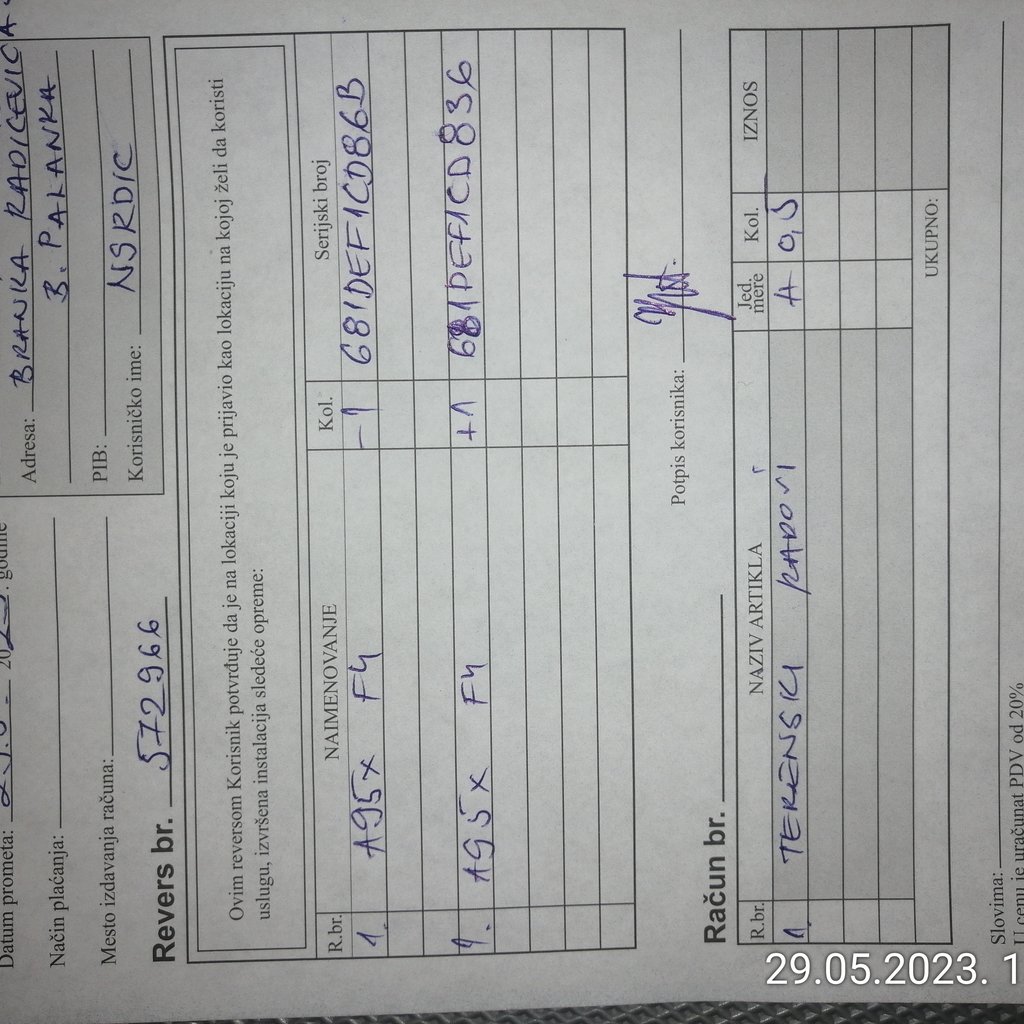 Datum prometa:
Način plaćanja:
Mesto izdavanja računa:
Adresa: BRANKA RADIČEVIĆA
B. PALANKA
PIB:
Korisničko ime: NSRDIC
Revers br. 572966
Ovim reversom Korisnik potvrđuje da je na lokaciji koju je prijavio kao lokaciju na kojoj želi da koristi
uslugu, izvršena instalacija sledeće opreme:
R.br. NAIMENOVANJE Kol. Serijski broj
1. A95X F4 -1 681DEF1CD86B
1. A95X F4 +1 681DEF1CD836
Potpis korisnika:
Račun br.
R.br. NAZIV ARTIKLA Jed. mere Kol. IZNOS
1. TERENSKI RADOVI A 0,5
UKUPNO:
Slovima:
U cenu je uračunat PDV od 20%
29.05.2023. 1